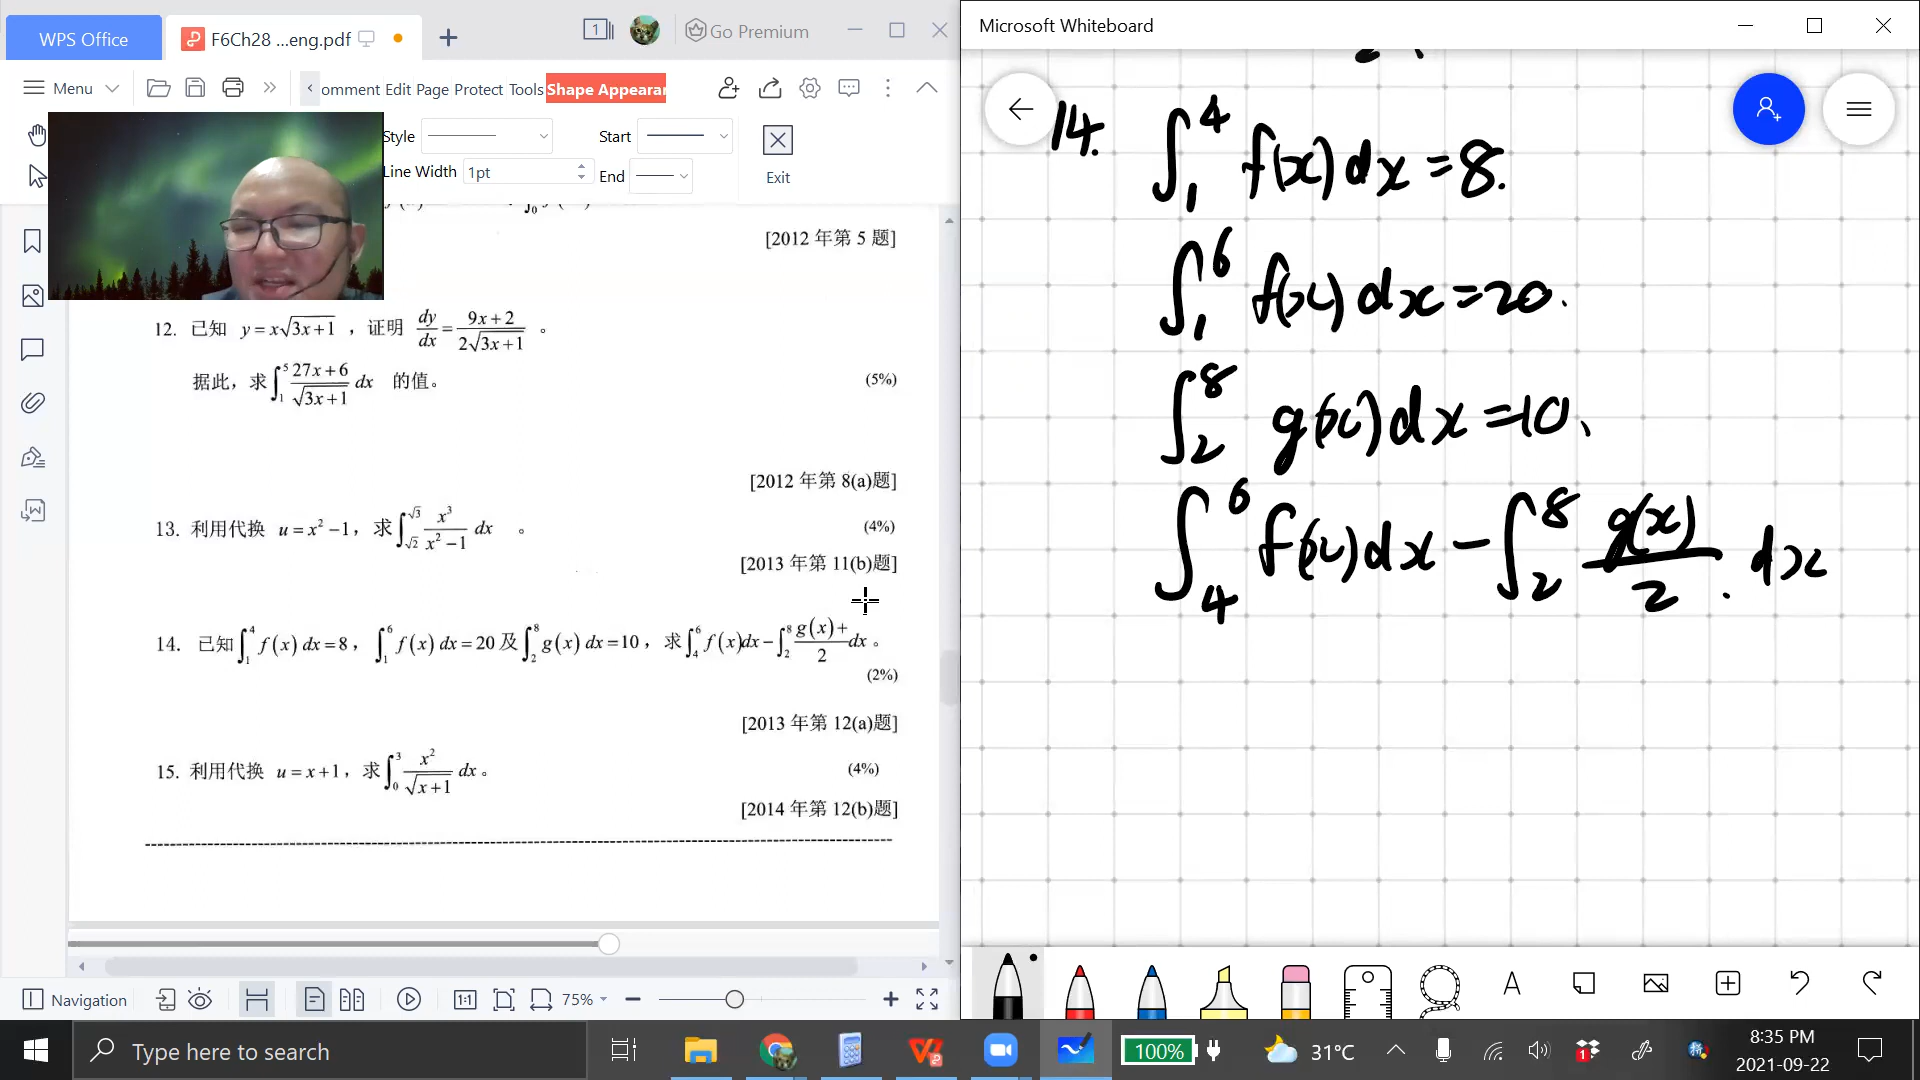 WPS Office
F6Ch28 ...eng.pdf
1
Go Premium
Microsoft Whiteboard
Menu
omment Edit Page Protect Tools
Shape Appearar
Style
Start
Line Width 1pt
End
Exit
[2012 年第 5 题]
12. 已知 y=x√(3x+1) ，证明 dy/dx = (9x+2)/(2√(3x+1)) 。
据此，求 ∫₁⁵ (27x+6)/√(3x+1) dx 的值。 (5%)
[2012 年第 8(a)题]
13. 利用代换 u=x²−1，求 ∫_√2^√3 x³/(x²−1) dx 。 (4%)
[2013 年第 11(b)题]
14. 已知 ∫₁⁴ f(x) dx=8，∫₁⁶ f(x) dx=20 及 ∫₂⁸ g(x) dx=10，求 ∫₄⁶ f(x)dx−∫₂⁸ g(x)+/2 dx。
(2%)
[2013 年第 12(a)题]
15. 利用代换 u=x+1，求 ∫₀³ x²/√(x+1) dx。 (4%)
[2014 年第 12(b)题]
14. ∫₁⁴ f(x) dx =8.
∫₁⁶ f(x) dx =20.
∫₂⁸ g(x) dx =10、
∫₄⁶ f(x) dx − ∫₂⁸ g(x)/2 . dx
Navigation
1:1
75%
A
Type here to search
100%
31°C
1
8:35 PM
2021-09-22